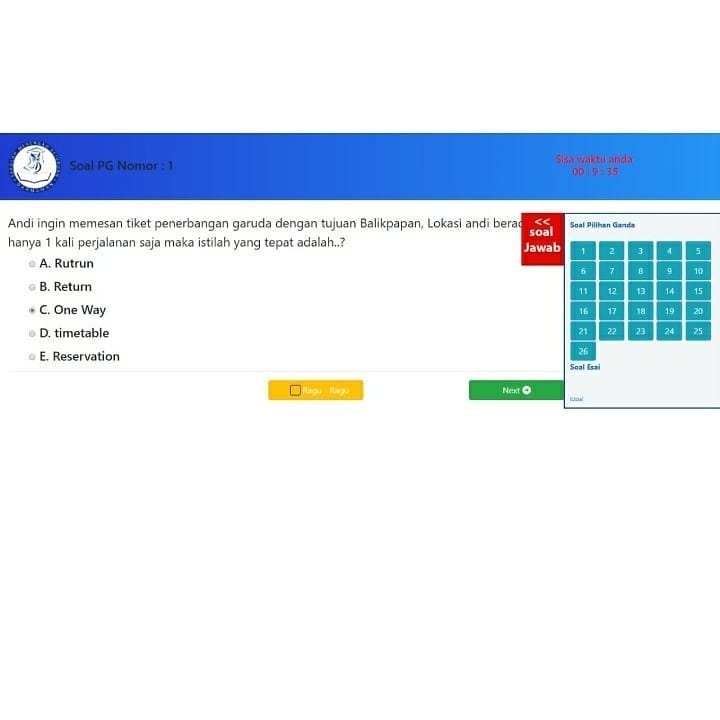 Soal PG Nomor : 1
Sisa waktu anda
00 : 9 : 35
Andi ingin memesan tiket penerbangan garuda dengan tujuan Balikpapan, Lokasi andi berac
hanya 1 kali perjalanan saja maka istilah yang tepat adalah..?
A. Rutrun
B. Return
C. One Way
D. timetable
E. Reservation
Ragu - Ragu
Next
<<
soal
Jawab
Soal Pilihan Ganda
1 2 3 4 5
6 7 8 9 10
11 12 13 14 15
16 17 18 19 20
21 22 23 24 25
26
Soal Esai